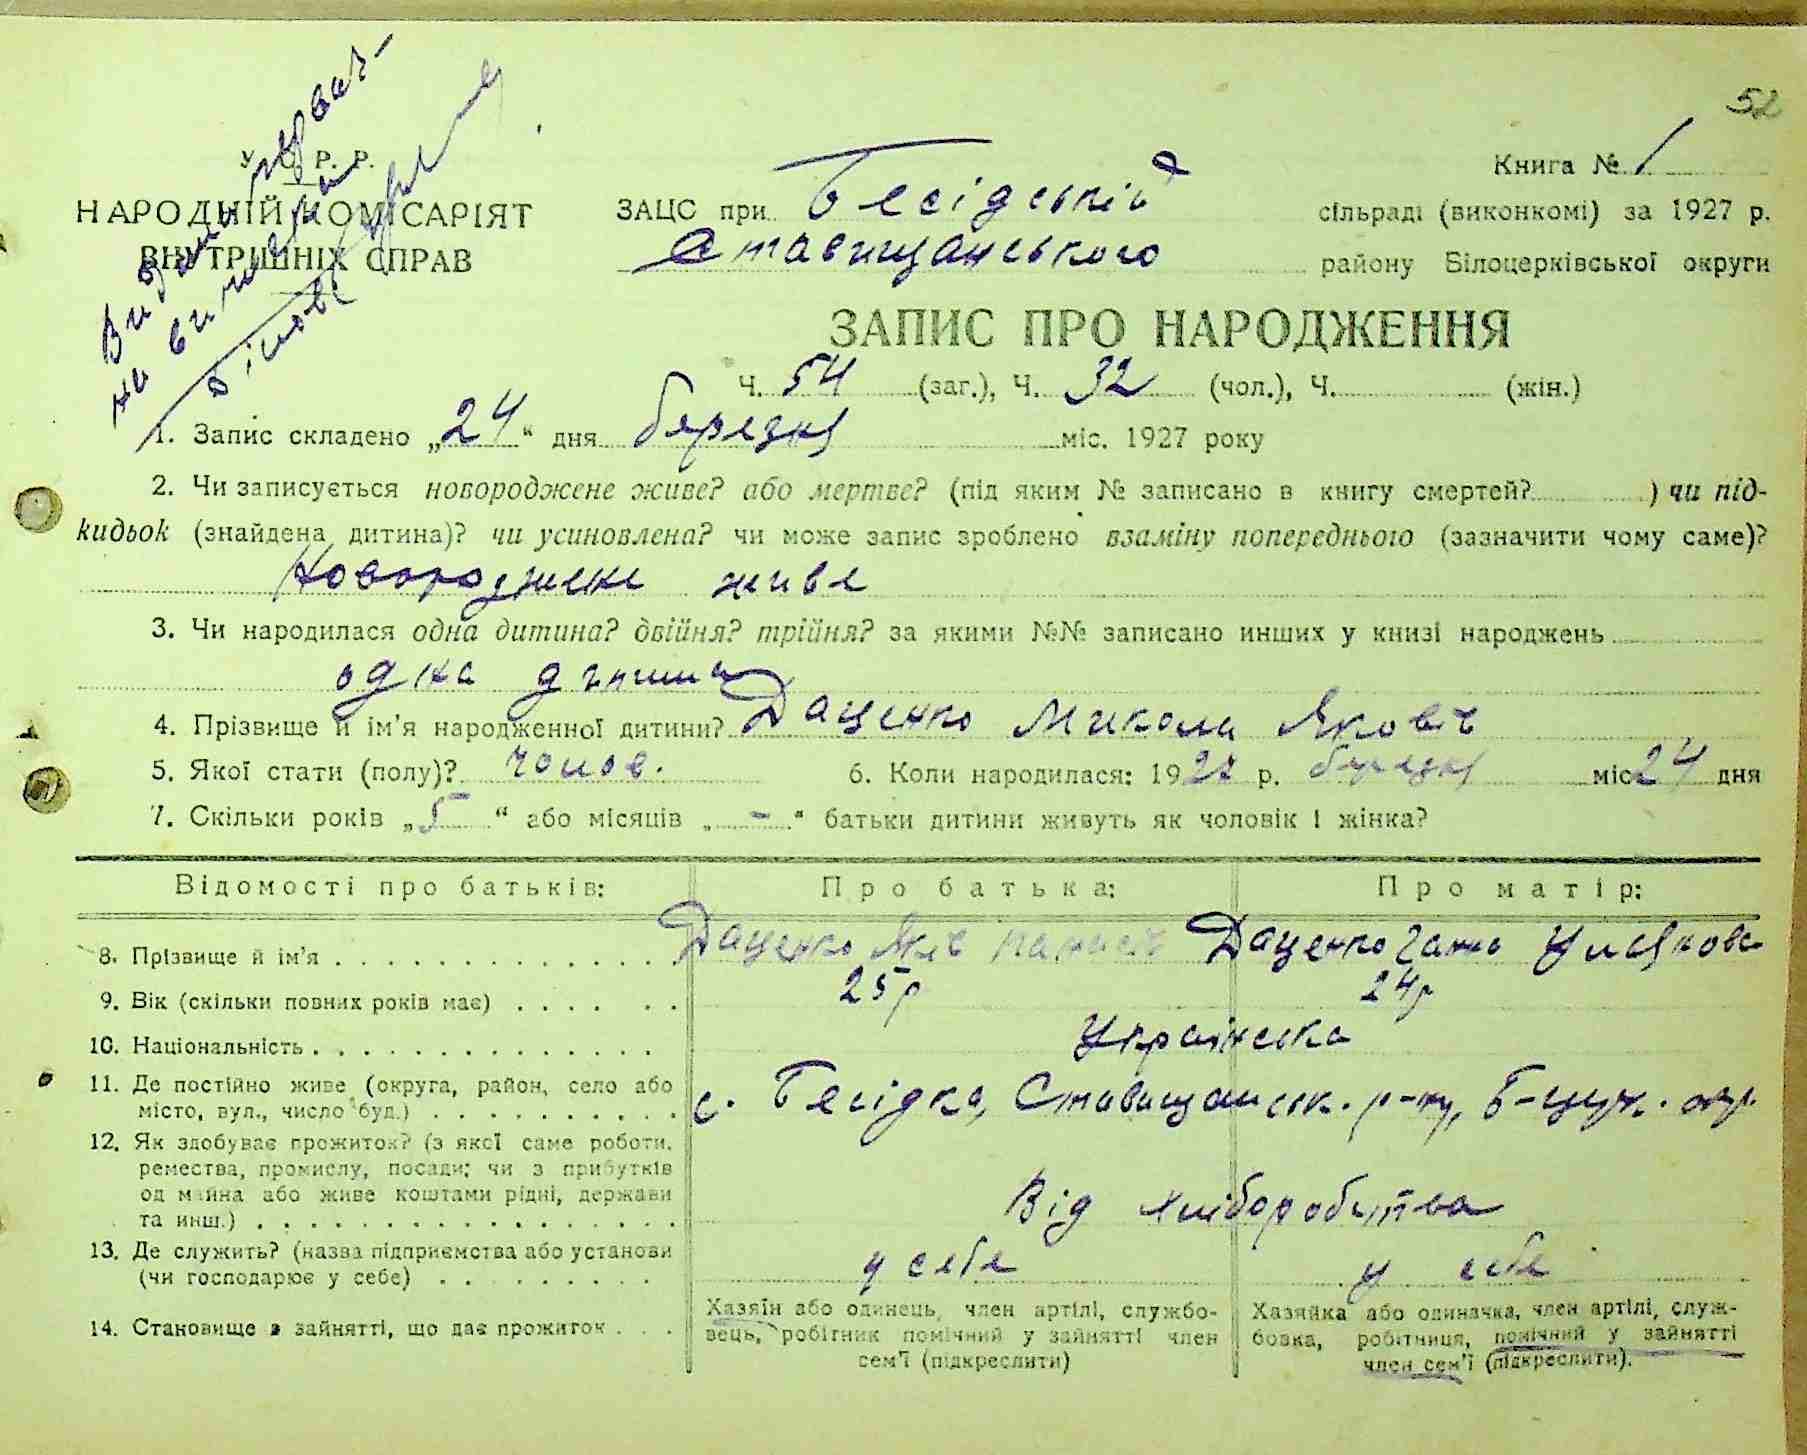 52
У. С. Р. Р.
НАРОДНІЙ КОМІСАРІЯТ
ВНУТРІШНІХ СПРАВ
Книга № 1
ЗАЦС при Бесідській сільраді (виконкомі) за 1927 р.
Ставищанського району Білоцерківської округи
ЗАПИС ПРО НАРОДЖЕННЯ
Ч. 54 (заг.), Ч. 32 (чол.), Ч. (жін.)
1. Запис складено „24“ дня березня міс. 1927 року
2. Чи записується новороджене живе? або мертве? (під яким № записано в книгу смертей? ) чи під-
кидьок (знайдена дитина)? чи усиновлена? чи може запис зроблено взаміну попереднього (зазначити чому саме)?
Новороджене живе
3. Чи народилася одна дитина? двійня? трійня? за якими №№ записано инших у книзі народжень
одна дитина
4. Прізвище й ім’я народженної дитини? Даценко Микола Якович
5. Якої стати (полу)? чолов. 6. Коли народилася: 1927 р. березня міс. 24 дня
7. Скільки років „5“ або місяців „-“ батьки дитини живуть як чоловік і жінка?
Відомості про батьків: Про батька: Про матір:
8. Прізвище й ім’я . . . Даценко Даценко
9. Вік (скільки повних років має) . . . 25р 24р
10. Національність . . . Українська
11. Де постійно живе (округа, район, село або
місто, вул., число буд.) . . . с. Бесідка, Ставищанськ. р-ну, Б-Церк. окр.
12. Як здобуває прожиток? (з якої саме роботи,
ремества, промислу, посади; чи з прибутків
од майна або живе коштами рідні, держави
та инш.) . . . Від хліборобства
13. Де служить? (назва підприємства або установи
(чи господарює у себе) . . . у себе у себе
14. Становище в зайнятті, що дає прожиток . . .
Хазяїн або одинець, член артілі, службо-
вець, робітник помічний у зайнятті член
сем’ї (підкреслити)
Хазяйка або одиначка, член артілі, служ-
бовка, робітниця, помічний у зайнятті
член сем’ї (підкреслити).